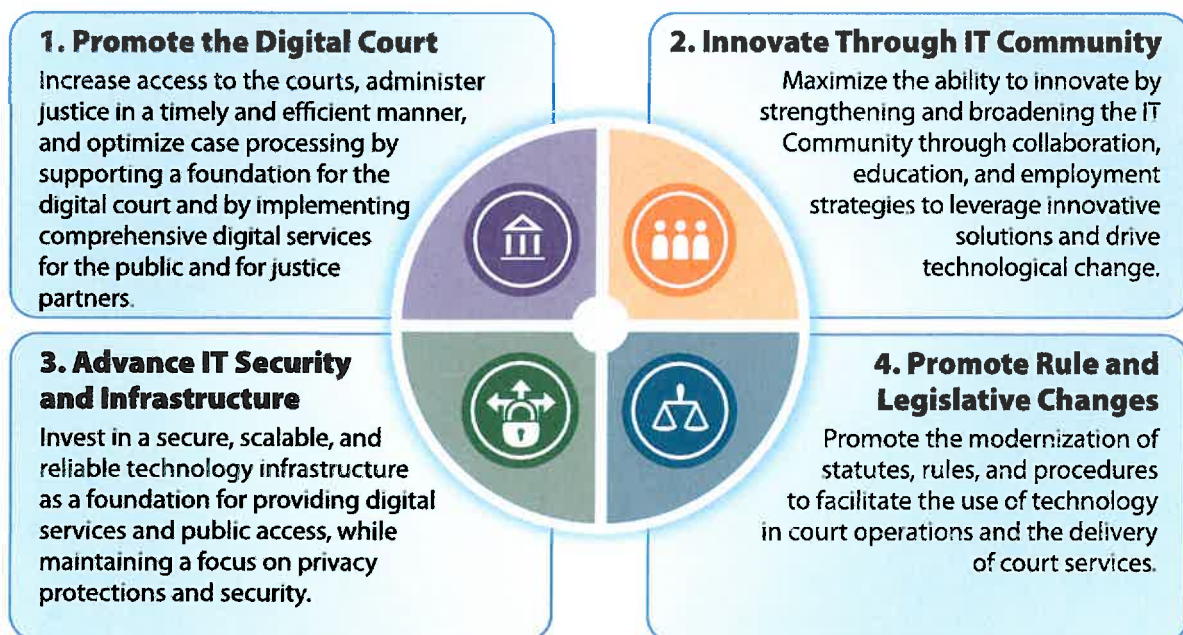 1. Promote the Digital Court
Increase access to the courts, administer
justice in a timely and efficient manner,
and optimize case processing by
supporting a foundation for the
digital court and by implementing
comprehensive digital services
for the public and for justice
partners.
2. Innovate Through IT Community
Maximize the ability to innovate by
strengthening and broadening the IT
Community through collaboration,
education, and employment
strategies to leverage innovative
solutions and drive
technological change.
3. Advance IT Security
and Infrastructure
Invest in a secure, scalable, and
reliable technology infrastructure
as a foundation for providing digital
services and public access, while
maintaining a focus on privacy
protections and security.
4. Promote Rule and
Legislative Changes
Promote the modernization of
statutes, rules, and procedures
to facilitate the use of technology
in court operations and the delivery
of court services.